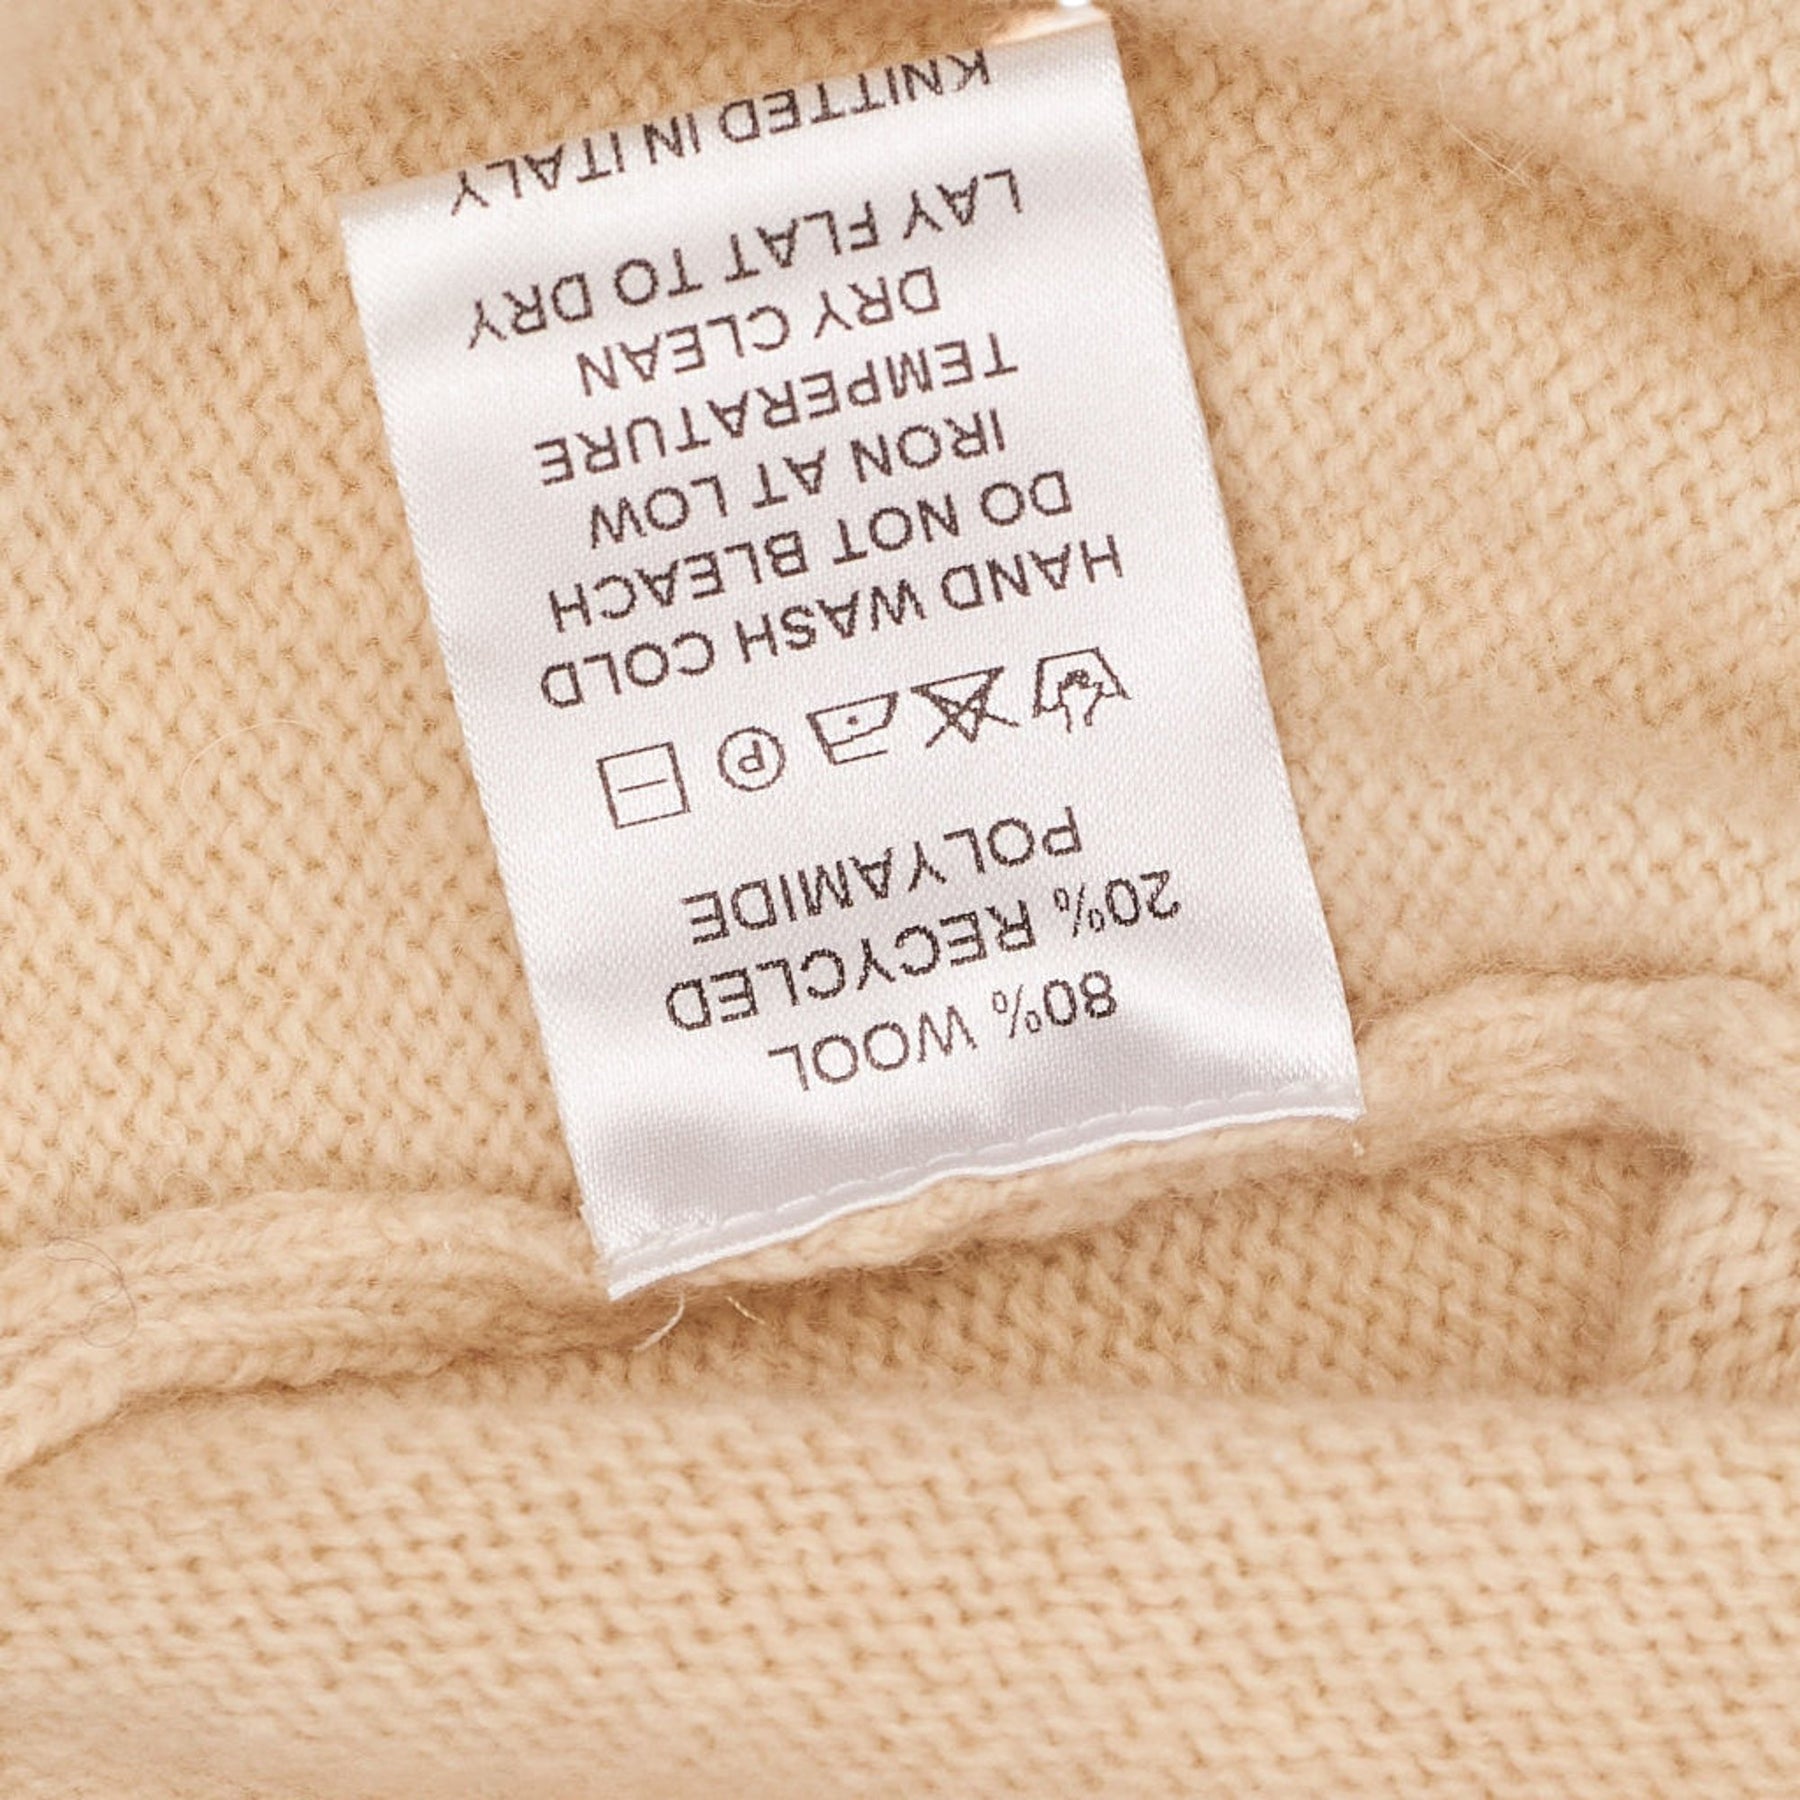 80% WOOL
20% RECYCLED
POLYAMIDE
P
HAND WASH COLD
DO NOT BLEACH
IRON AT LOW
TEMPERATURE
DRY CLEAN
LAY FLAT TO DRY
KNITTED IN ITALY